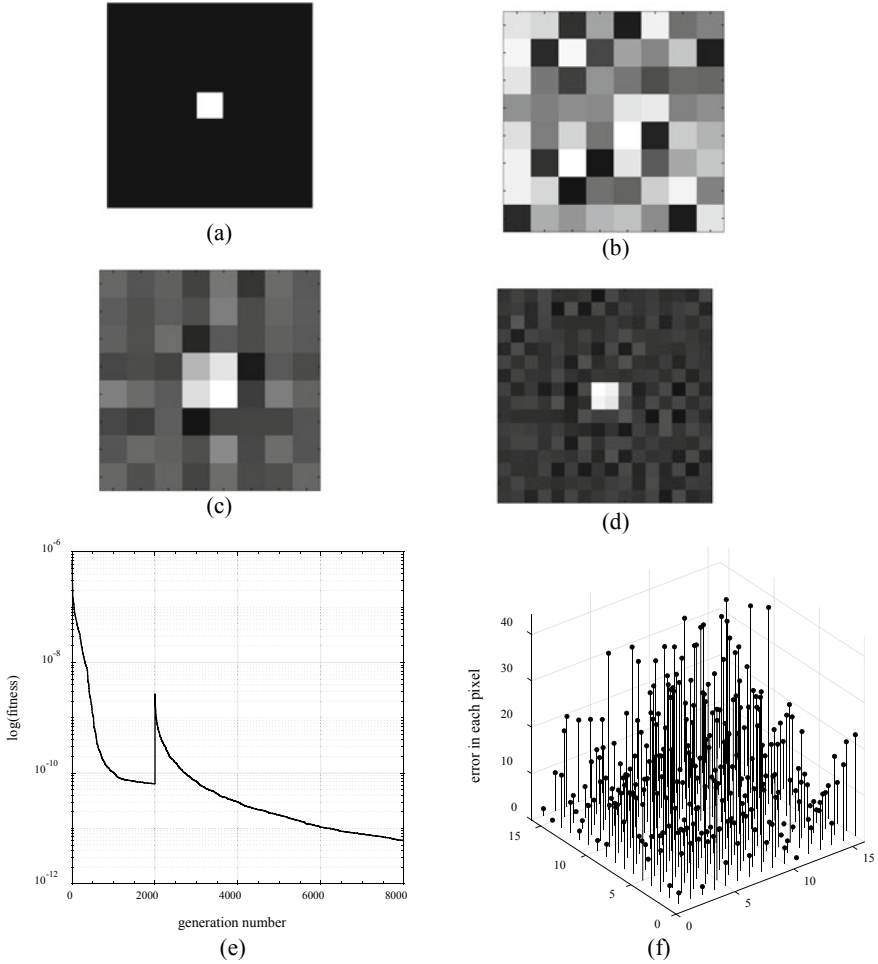 (a)
(b)
(c)
(d)
10-6
10-8
10-10
10-12
log(fitness)
0
2000
4000
6000
8000
generation number
(e)
40
30
20
10
0
error in each pixel
15
10
5
0
0
5
10
15
(f)